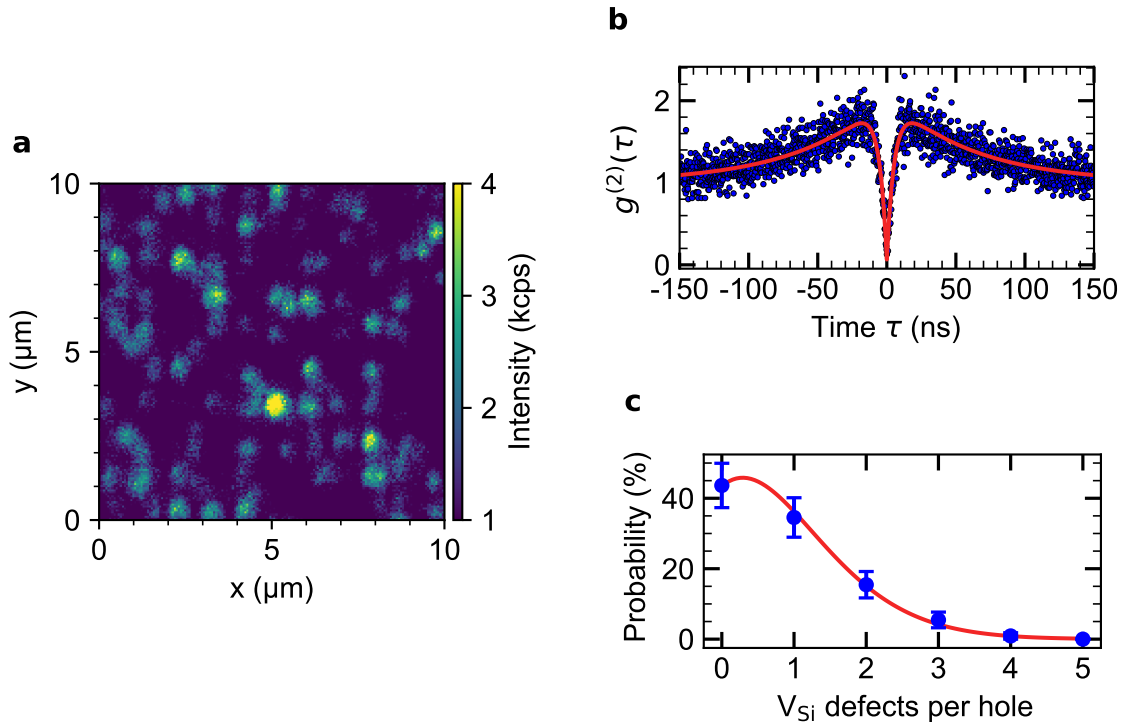 a
10
5
0
0
5
10
y (µm)
x (µm)
4
3
2
1
Intensity (kcps)
b
2
1
0
-150
-100
-50
0
50
100
150
g(2)(τ)
Time τ (ns)
c
40
20
0
0
1
2
3
4
5
Probability (%)
VSi defects per hole